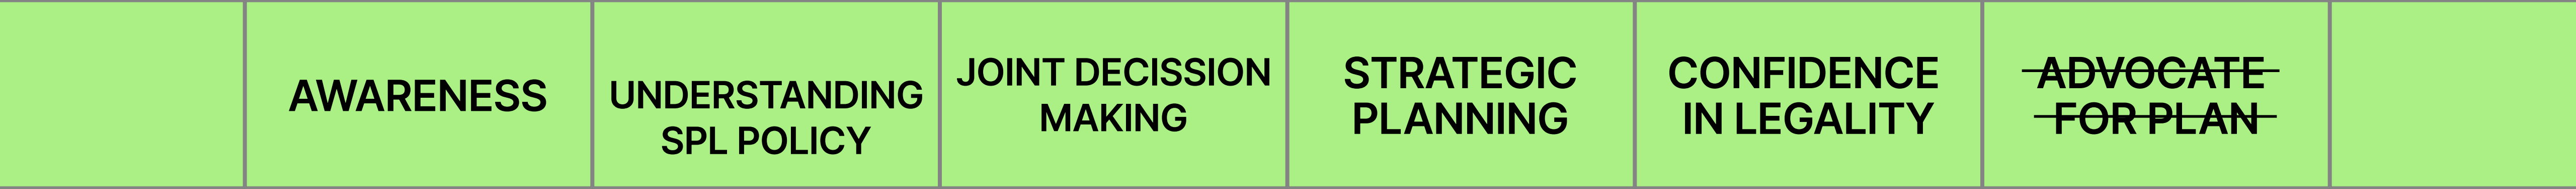 AWARENESS
UNDERSTANDING
SPL POLICY
JOINT DECISSION
MAKING
STRATEGIC
PLANNING
CONFIDENCE
IN LEGALITY
ADVOCATE
FOR PLAN